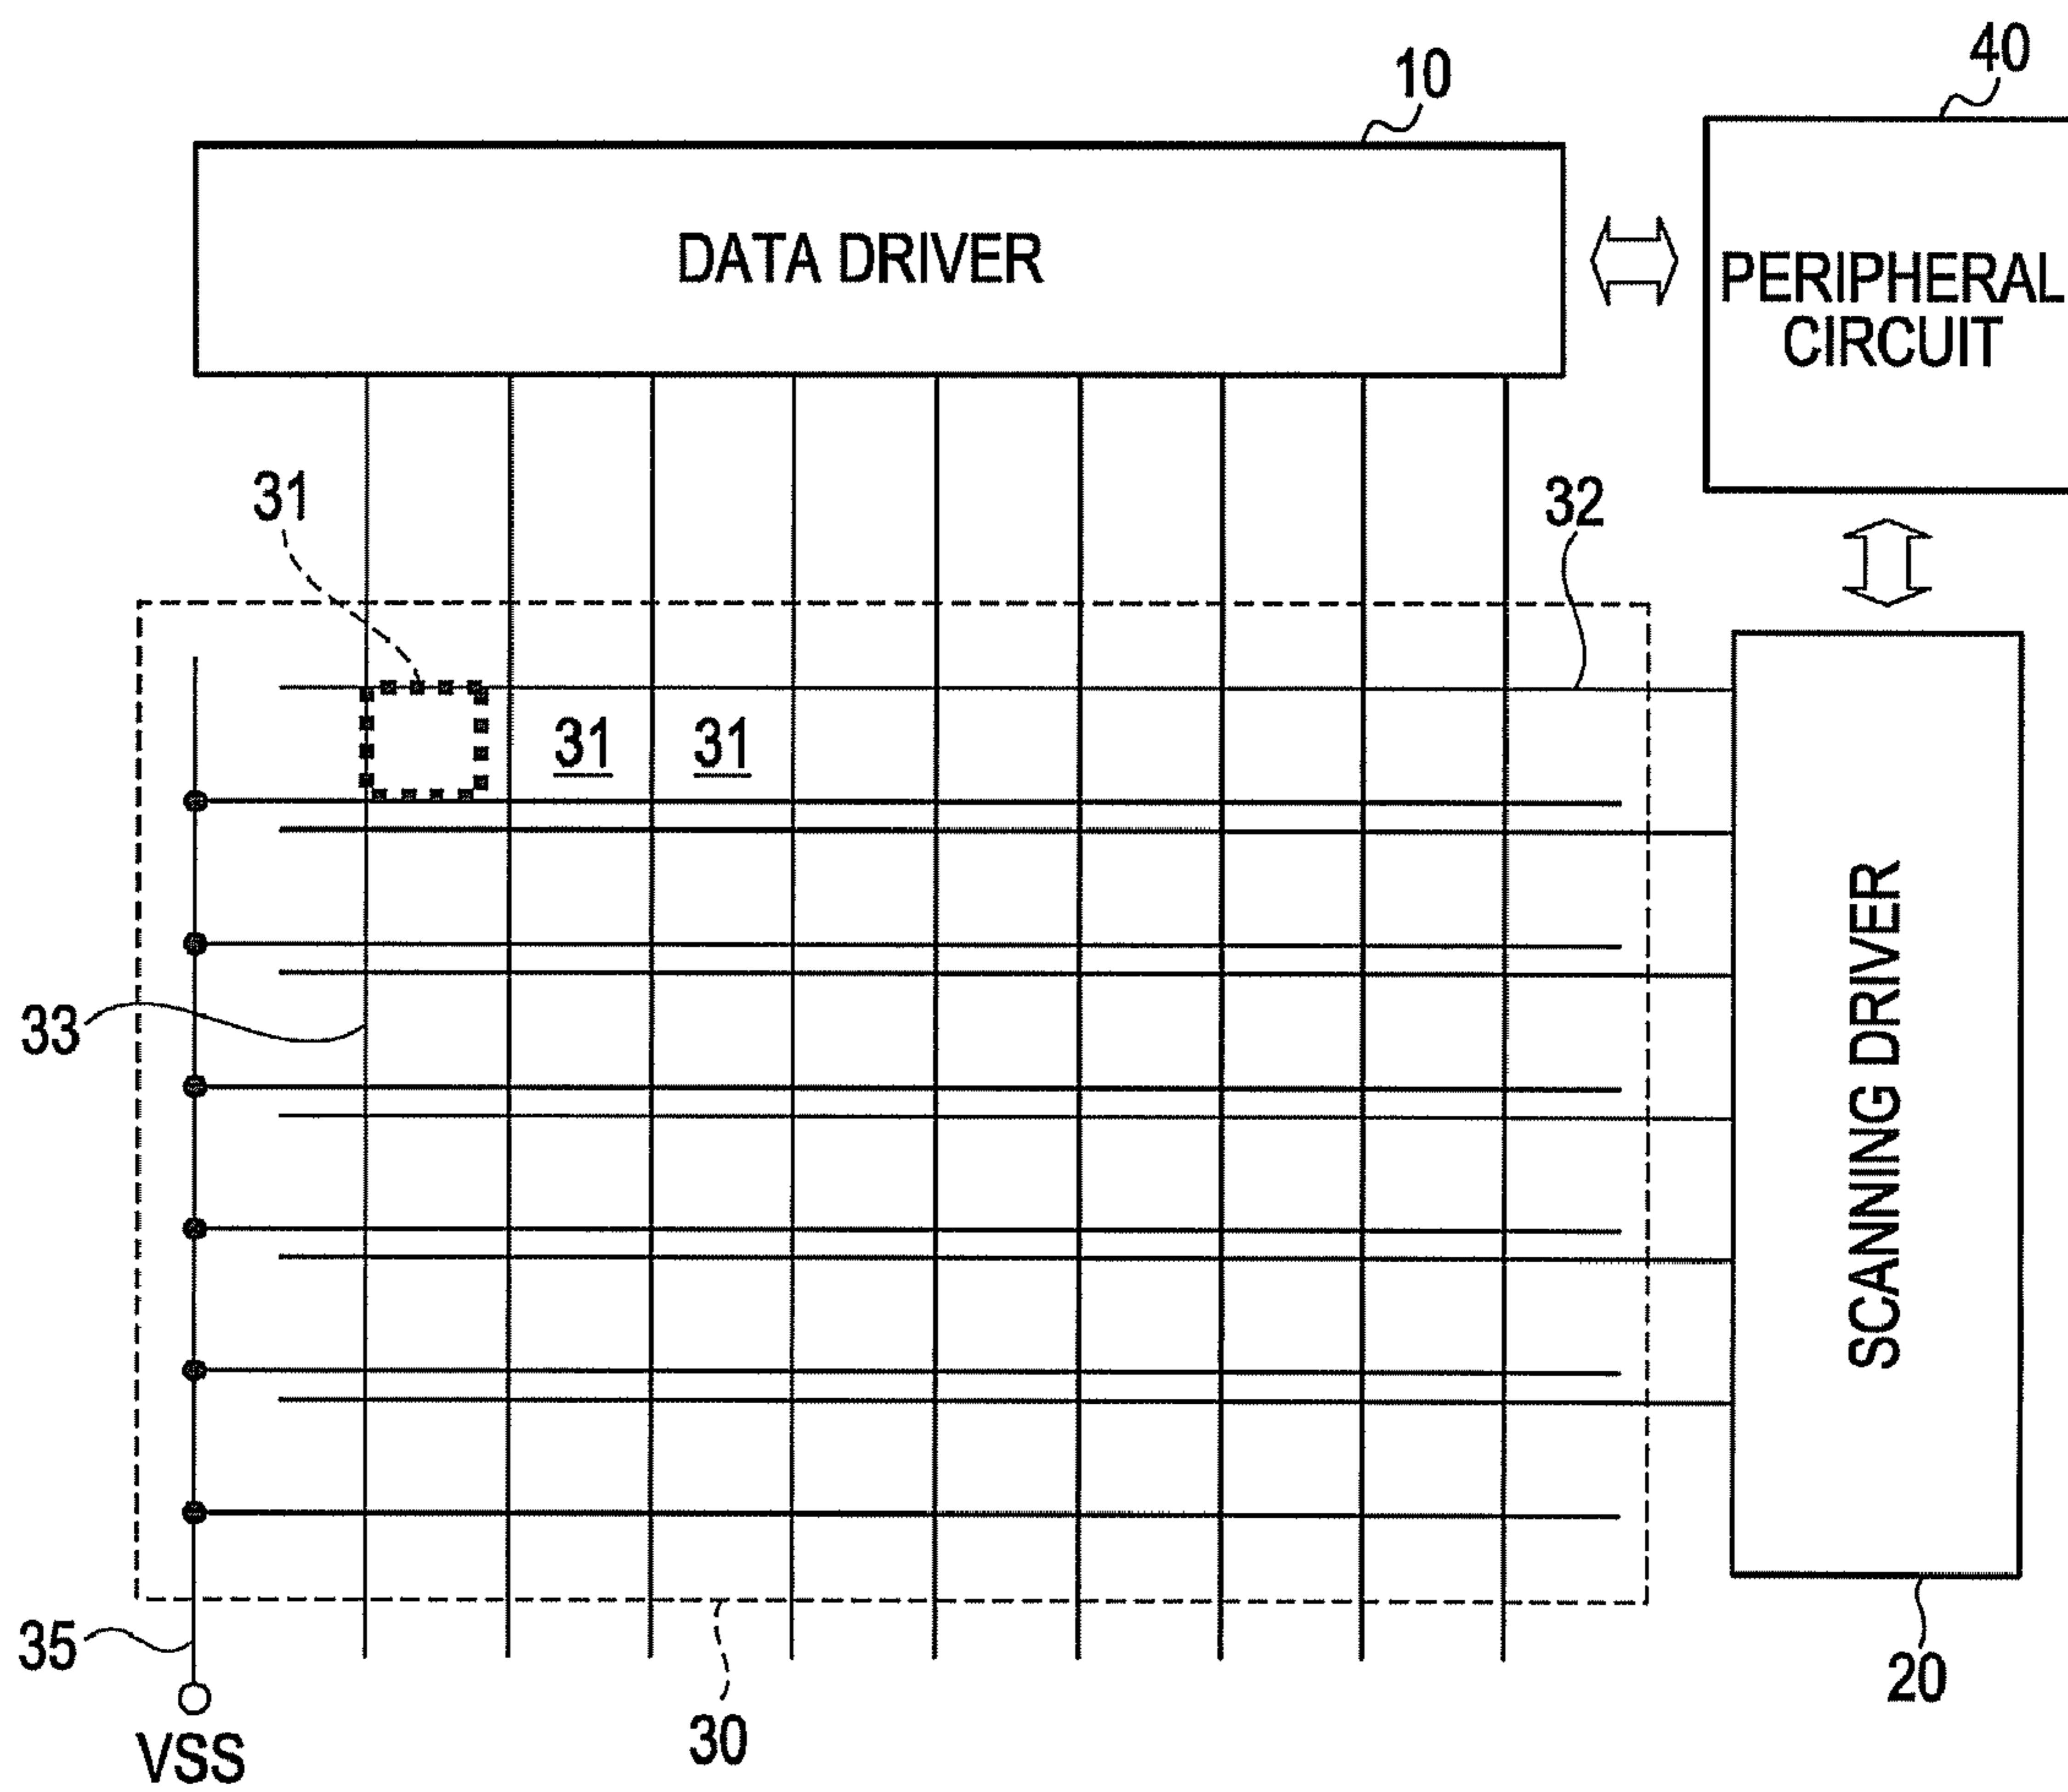 10
40
DATA DRIVER
PERIPHERAL
CIRCUIT
31
32
31
31
33
SCANNING DRIVER
35
30
20
VSS